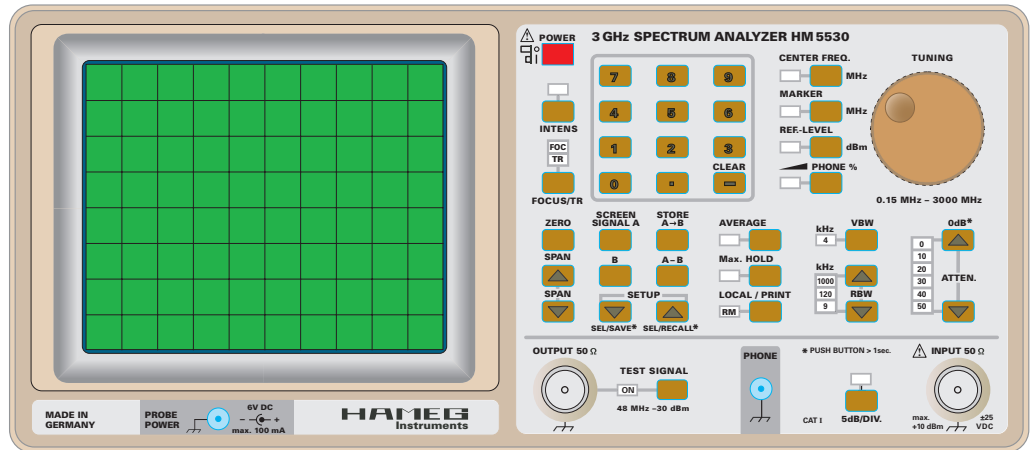 POWER
3 GHz SPECTRUM ANALYZER HM 5530
7 8 9
4 5 6
1 2 3
CLEAR
0 . –
INTENS
FOC
TR
FOCUS/TR
CENTER FREQ.
MHz
MARKER
MHz
REF.-LEVEL
dBm
PHONE %
TUNING
0.15 MHz – 3000 MHz
ZERO
SPAN
SPAN
SCREEN
SIGNAL A
STORE
A→B
B
A–B
SETUP
SEL/SAVE*
SEL/RECALL*
AVERAGE
Max. HOLD
LOCAL / PRINT
RM
kHz
4
VBW
kHz
1000
120
9
RBW
0dB*
0
10
20
30
40
50
ATTEN.
OUTPUT 50 Ω
TEST SIGNAL
ON
48 MHz –30 dBm
PHONE
* PUSH BUTTON > 1sec.
CAT I
5dB/DIV.
INPUT 50 Ω
max.
+10 dBm
±25
VDC
MADE IN
GERMANY
PROBE
POWER
6V DC
– +
max. 100 mA
HAMEG
Instruments